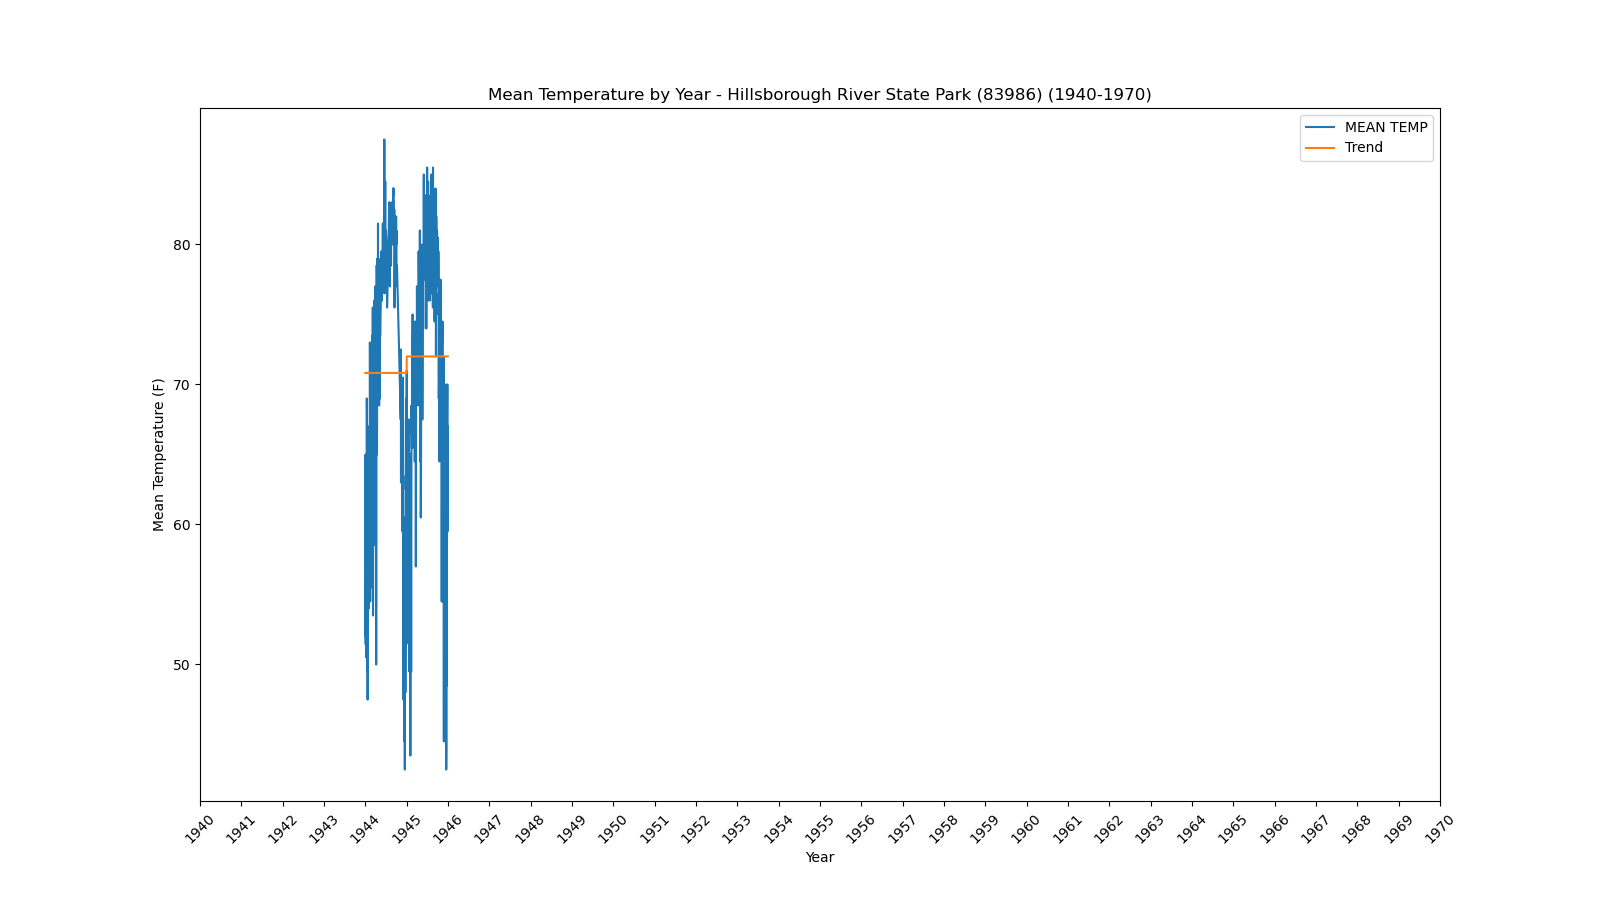 Mean Temperature by Year - Hillsborough River State Park (83986) (1940-1970)
MEAN TEMP
Trend
Mean Temperature (F)
80
70
60
50
1940 1941 1942 1943 1944 1945 1946 1947 1948 1949 1950 1951 1952 1953 1954 1955 1956 1957 1958 1959 1960 1961 1962 1963 1964 1965 1966 1967 1968 1969 1970
Year